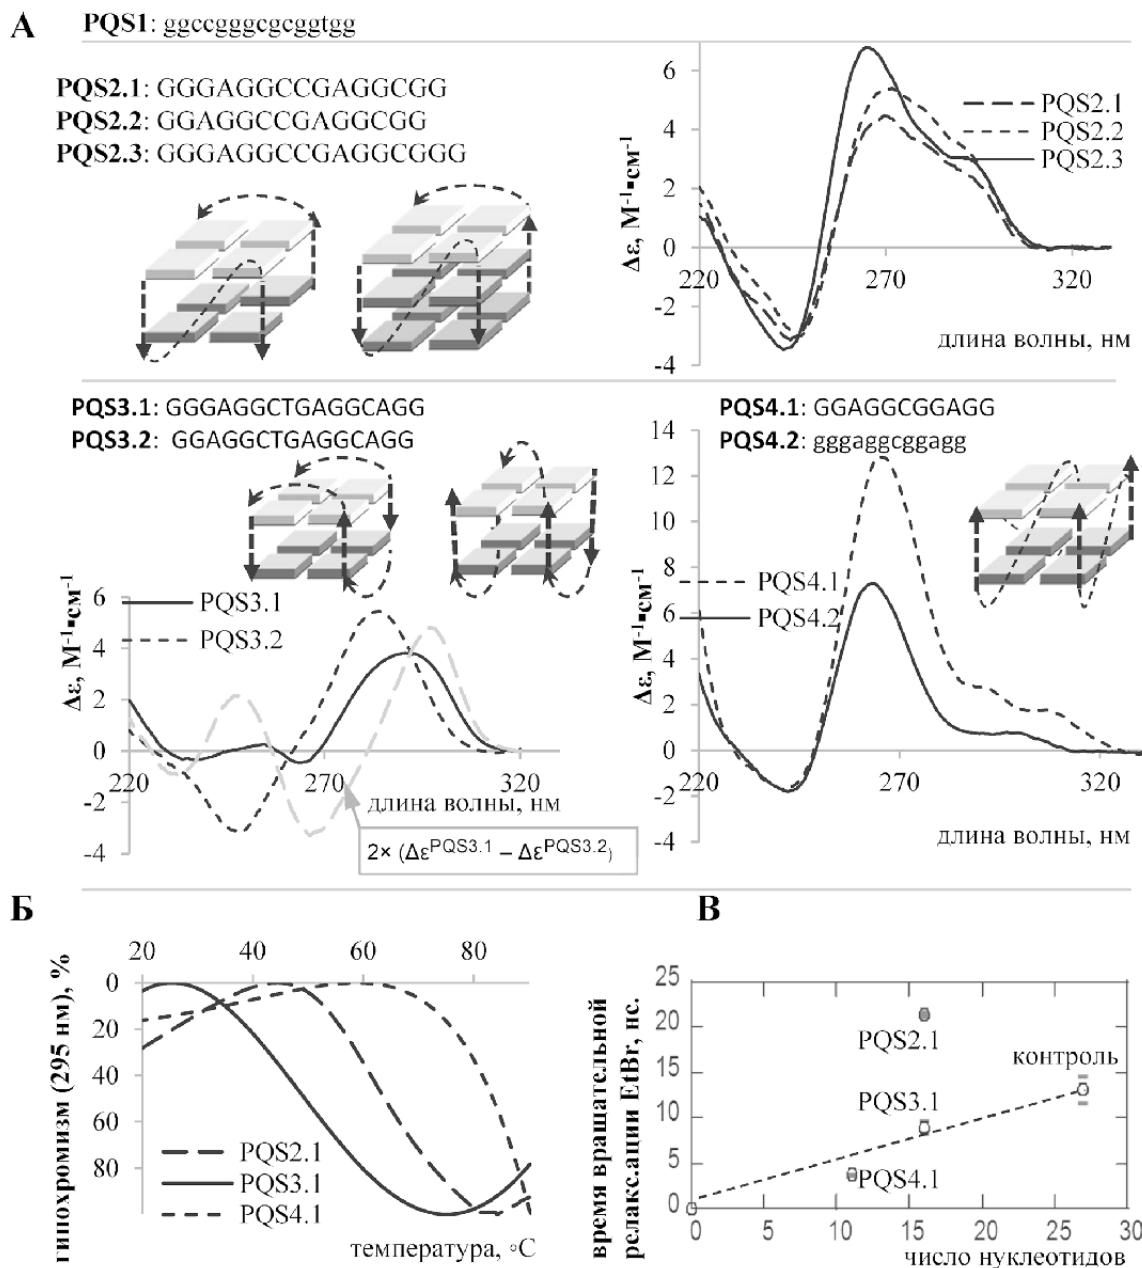 А
PQS1: ggccgggcgcggtgg
PQS2.1: GGGAGGCCGAGGCGG
PQS2.2: GGAGGCCGAGGCGG
PQS2.3: GGGAGGCCGAGGCGGG
6
4
2
0
-2
-4
220
270
320
Δε, М⁻¹▪см⁻¹
PQS2.1
PQS2.2
PQS2.3
длина волны, нм
PQS3.1: GGGAGGCTGAGGCAGG
PQS3.2: GGAGGCTGAGGCAGG
6
4
2
0
-2
-4
220
270
320
Δε, М⁻¹▪см⁻¹
PQS3.1
PQS3.2
длина волны, нм
2× (Δε^PQS3.1 – Δε^PQS3.2)
PQS4.1: GGAGGCGGAGG
PQS4.2: gggaggcggagg
14
12
10
8
6
4
2
0
-2
-4
220
270
320
Δε, М⁻¹▪см⁻¹
PQS4.1
PQS4.2
длина волны, нм
Б
20
40
60
80
0
20
40
60
80
гипохромизм (295 нм), %
PQS2.1
PQS3.1
PQS4.1
температура, °С
В
25
20
15
10
5
0
0
5
10
15
20
25
30
время вращательной
релакс.ации EtBr, нс.
PQS2.1
контроль
PQS3.1
PQS4.1
число нуклеотидов